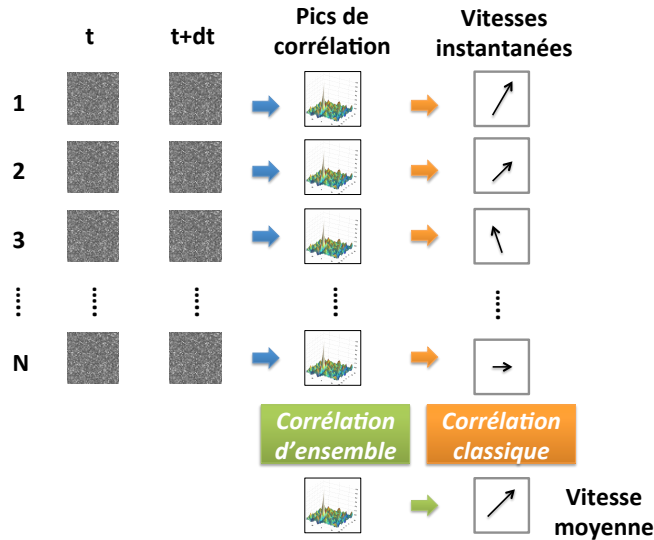 t
t+dt
Pics de
corrélation
Vitesses
instantanées
1
2
3
N
Corrélation
d'ensemble
Corrélation
classique
Vitesse
moyenne